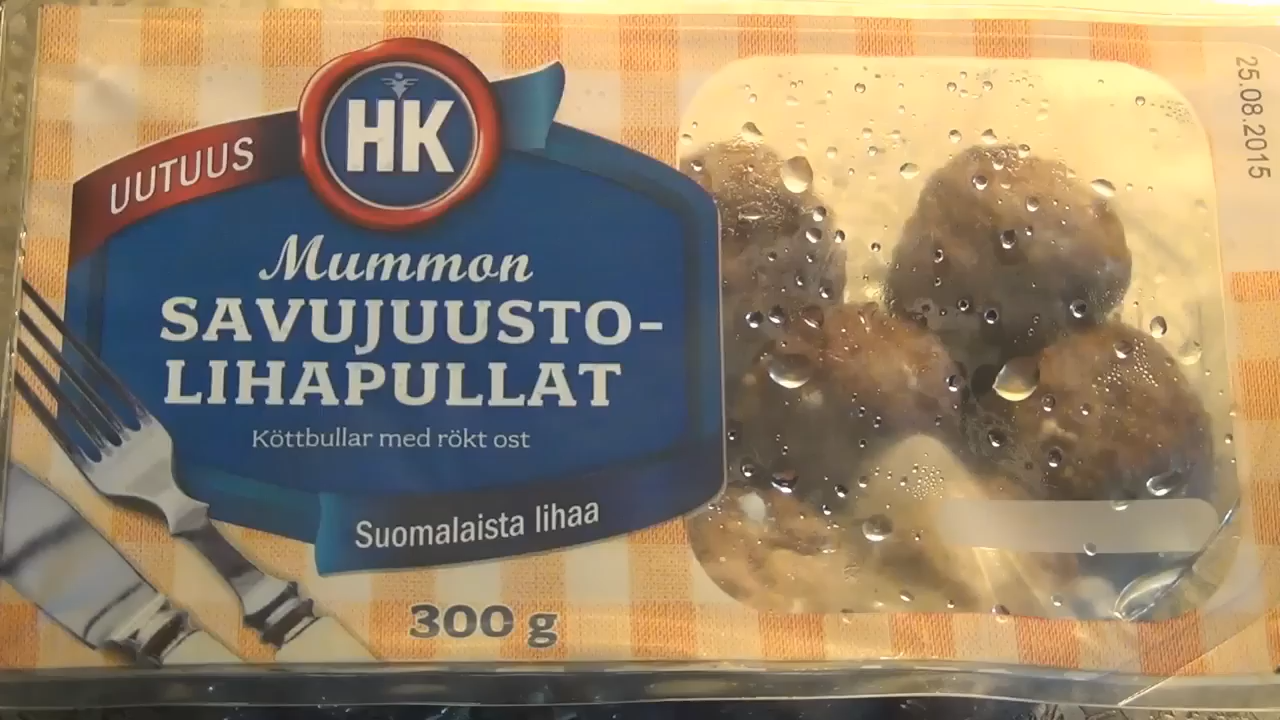 HK
UUTUUS
Mummon
SAVUJUUSTO-
LIHAPULLAT
Köttbullar med rökt ost
Suomalaista lihaa
300 g
25.08.2015